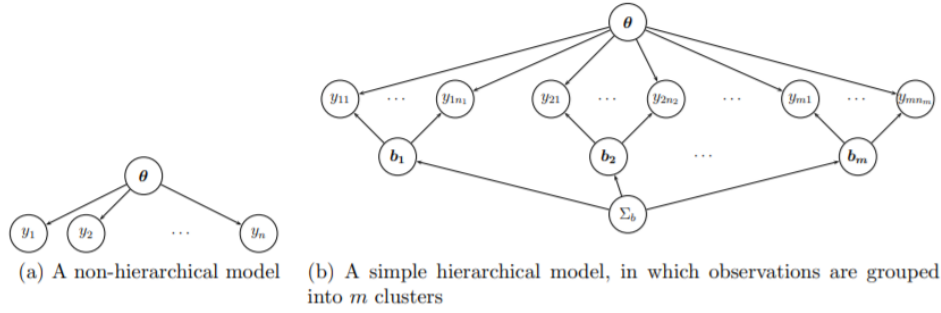 θ
y₁₁ ... y₁ₙ₁ y₂₁ ... y₂ₙ₂ ... yₘ₁ ... yₘₙₘ
b₁ b₂ ... bₘ
θ
Σ_b
y₁ y₂ ... yₙ
(a) A non-hierarchical model
(b) A simple hierarchical model, in which observations are grouped
into m clusters